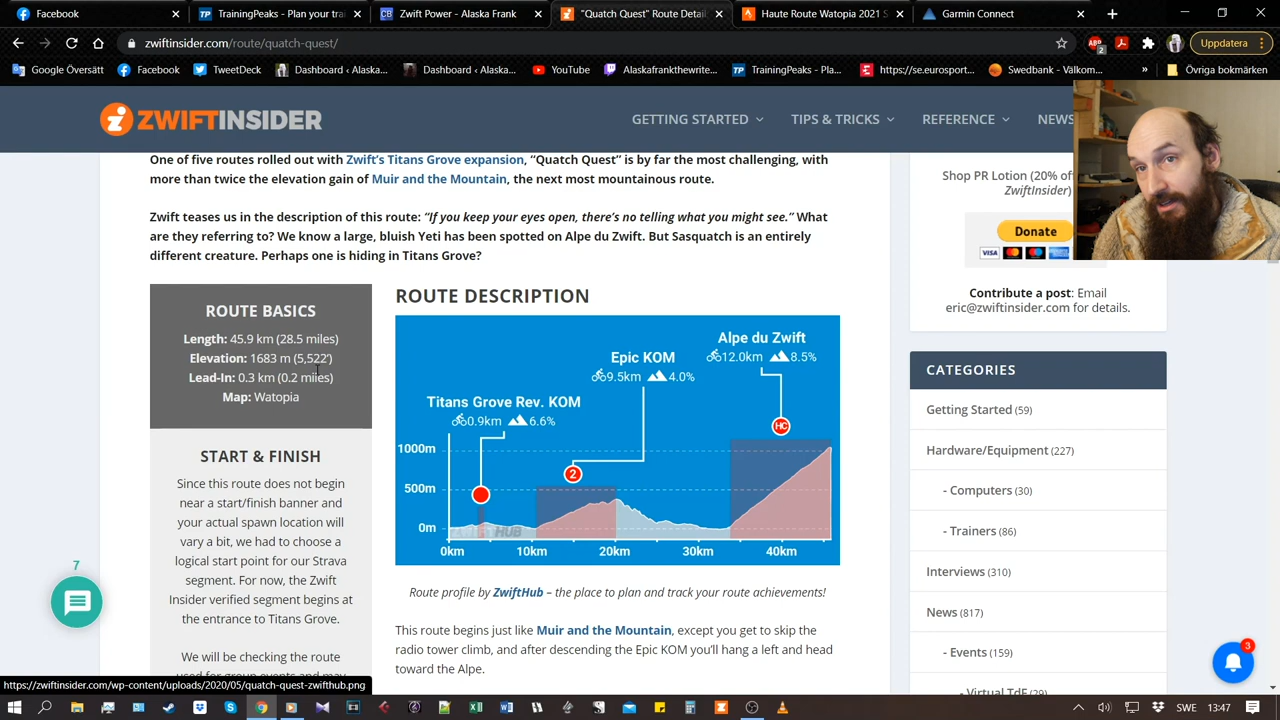 Facebook
TrainingPeaks - Plan your trai
Zwift Power - Alaska Frank
"Quatch Quest" Route Detail
Haute Route Watopia 2021 S
Garmin Connect
zwiftinsider.com/route/quatch-quest/
ABP
2
Uppdatera
Google Översätt
Facebook
TweetDeck
Dashboard ‹ Alaska...
Dashboard ‹ Alaska...
YouTube
Alaskafrankthewrite...
TrainingPeaks - Pla...
https://se.eurosport...
Swedbank - Välkom...
Övriga bokmärken
ZWIFTINSIDER
GETTING STARTED
TIPS & TRICKS
REFERENCE
NEWS
One of five routes rolled out with Zwift's Titans Grove expansion, "Quatch Quest" is by far the most challenging, with
more than twice the elevation gain of Muir and the Mountain, the next most mountainous route.
Zwift teases us in the description of this route: "If you keep your eyes open, there's no telling what you might see." What
are they referring to? We know a large, bluish Yeti has been spotted on Alpe du Zwift. But Sasquatch is an entirely
different creature. Perhaps one is hiding in Titans Grove?
ROUTE BASICS
Length: 45.9 km (28.5 miles)
Elevation: 1683 m (5,522')
Lead-In: 0.3 km (0.2 miles)
Map: Watopia
START & FINISH
Since this route does not begin
near a start/finish banner and
your actual spawn location will
vary a bit, we had to choose a
logical start point for our Strava
segment. For now, the Zwift
Insider verified segment begins at
the entrance to Titans Grove.
We will be checking the route
used for group events and may
ROUTE DESCRIPTION
Alpe du Zwift
12.0km 8.5%
Epic KOM
9.5km 4.0%
Titans Grove Rev. KOM
0.9km 6.6%
HC
2
1000m
500m
0m
ZWIFTHUB
0km
10km
20km
30km
40km
Route profile by ZwiftHub – the place to plan and track your route achievements!
This route begins just like Muir and the Mountain, except you get to skip the
radio tower climb, and after descending the Epic KOM you'll hang a left and head
toward the Alpe.
Shop PR Lotion (20% of
ZwiftInsider)
Donate
VISA
Contribute a post: Email
eric@zwiftinsider.com for details.
CATEGORIES
Getting Started (59)
Hardware/Equipment (227)
- Computers (30)
- Trainers (86)
Interviews (310)
News (817)
- Events (159)
- Virtual TdF (29)
7
3
https://zwiftinsider.com/wp-content/uploads/2020/05/quatch-quest-zwifthub.png
SWE
13:47